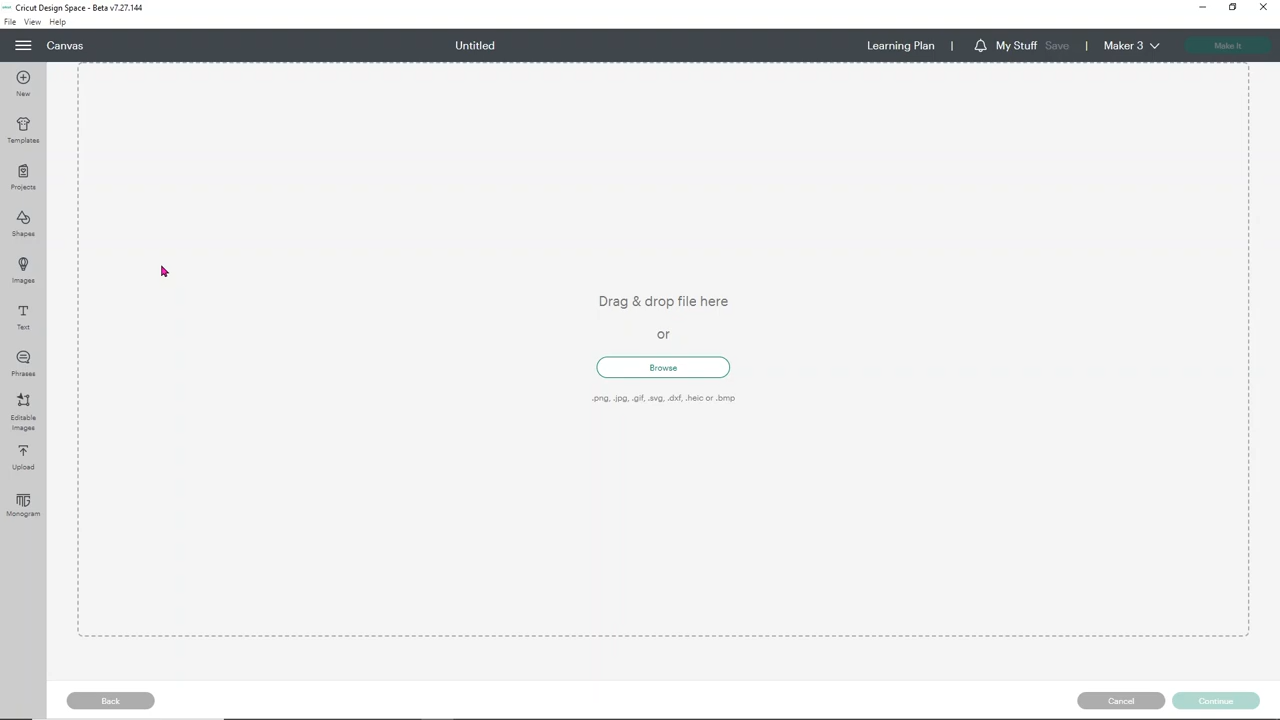 Cricut Design Space - Beta v7.27.144
File View Help
Canvas Untitled Learning Plan | My Stuff Save | Maker 3 Make It
New
Templates
Projects
Shapes
Images
Text
Phrases
Editable
Images
Upload
Monogram
Drag & drop file here
or
Browse
.png, .jpg, .gif, .svg, .dxf, .heic or .bmp
Back Cancel Continue